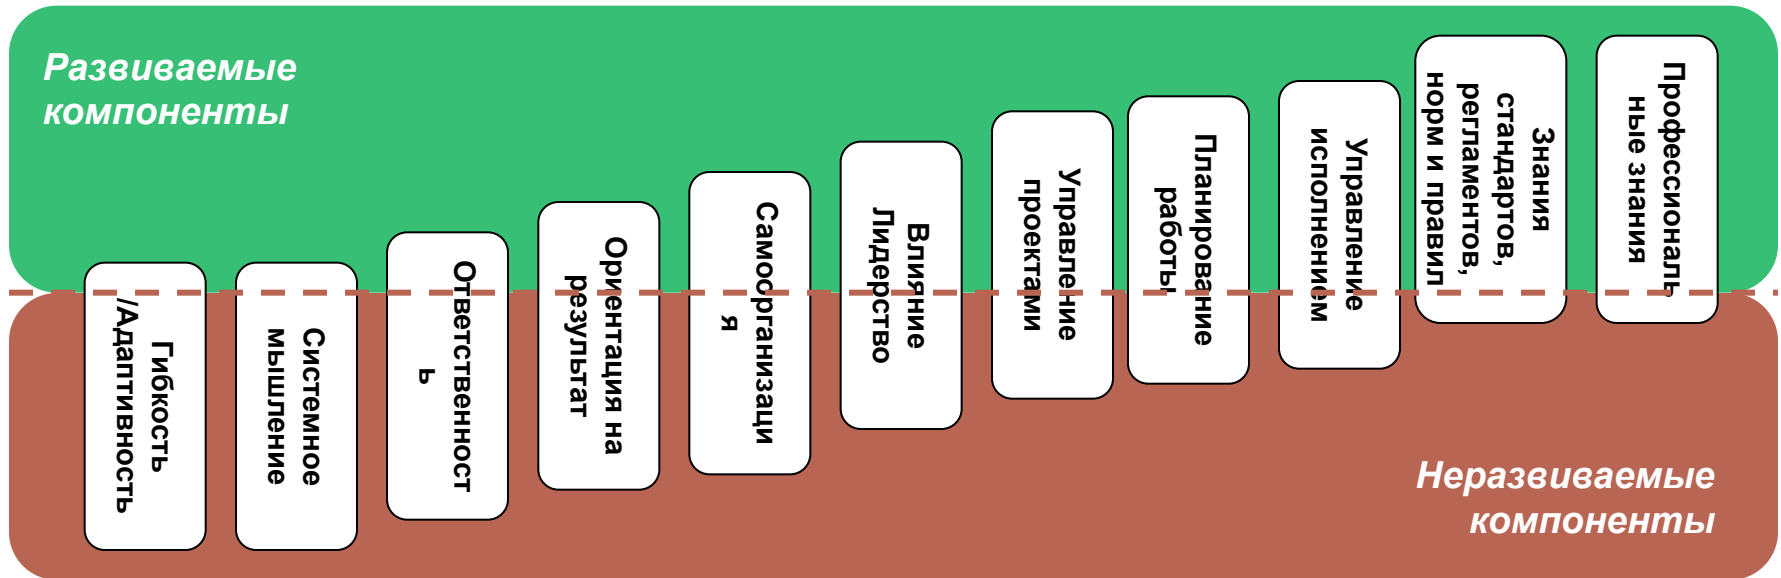 Развиваемые
компоненты
Гибкость
/Адаптивность
Системное
мышление
Ответственност
ь
Ориентация на
результат
Самоорганизаци
я
Влияние
Лидерство
Управление
проектами
Планирование
работы
Управление
исполнением
Знания
стандартов,
регламентов,
норм и правил
Профессиональ
ные знания
Неразвиваемые
компоненты